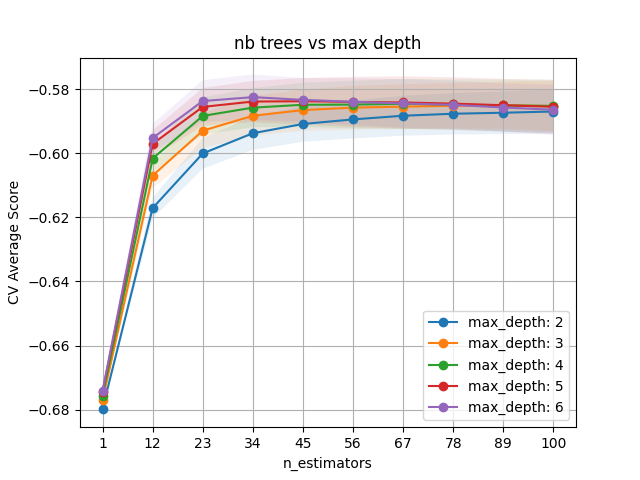 nb trees vs max depth
CV Average Score
−0.58
−0.60
−0.62
−0.64
−0.66
−0.68
max_depth: 2
max_depth: 3
max_depth: 4
max_depth: 5
max_depth: 6
1 12 23 34 45 56 67 78 89 100
n_estimators